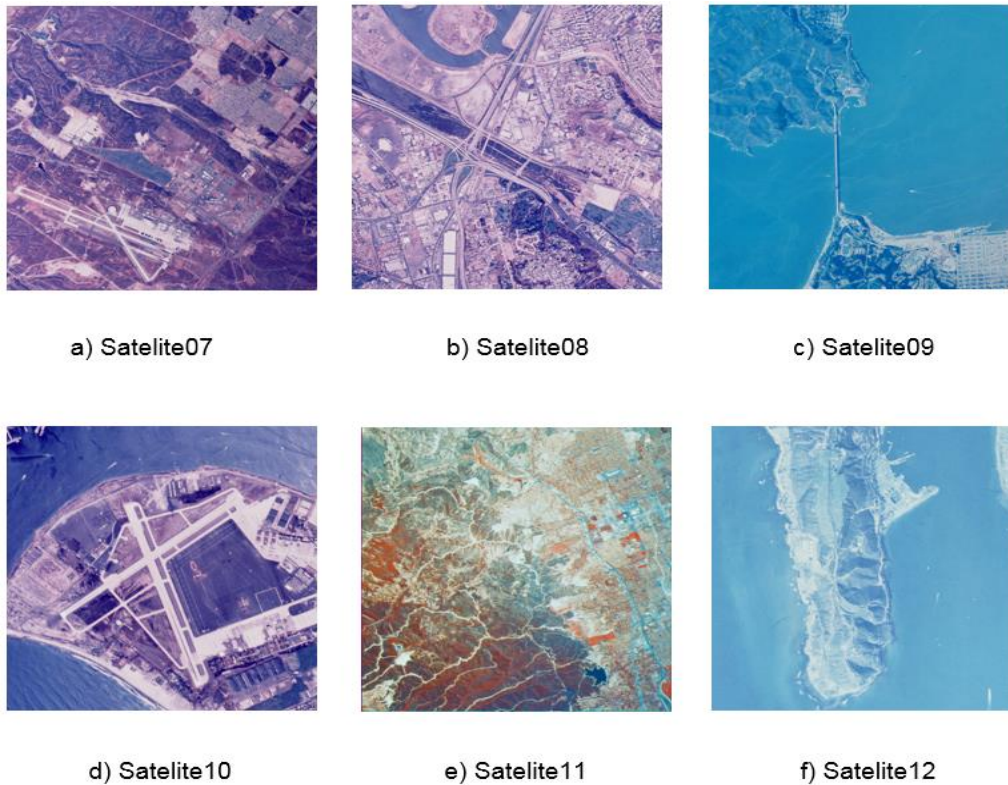 a) Satelite07
b) Satelite08
c) Satelite09
d) Satelite10
e) Satelite11
f) Satelite12